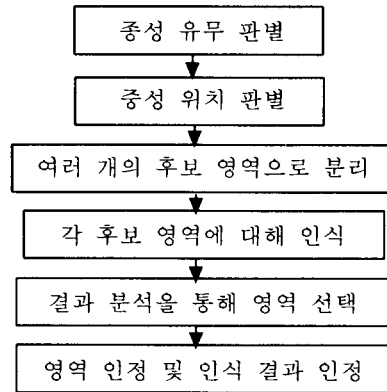 종성 유무 판별
중성 위치 판별
여러 개의 후보 영역으로 분리
각 후보 영역에 대해 인식
결과 분석을 통해 영역 선택
영역 인정 및 인식 결과 인정